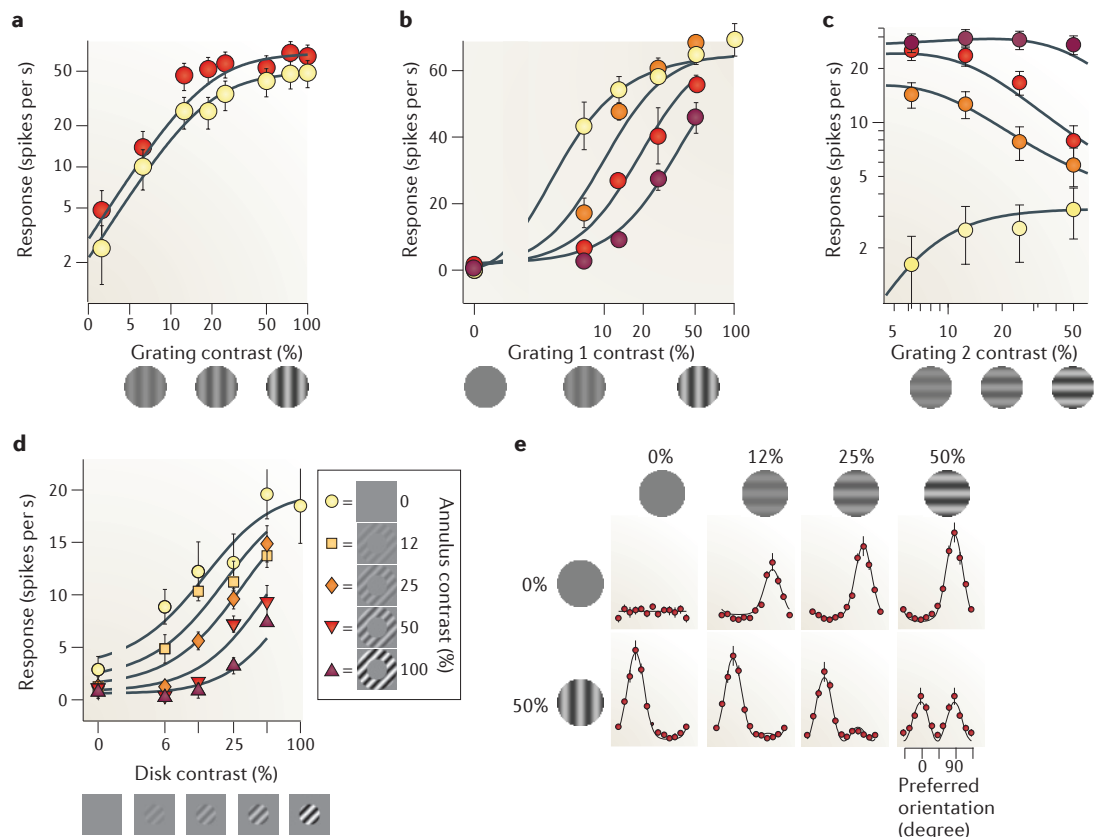 a
50
20
10
5
2
Response (spikes per s)
0 5 10 20 50 100
Grating contrast (%)
b
60
40
20
0
Response (spikes per s)
0 10 20 50 100
Grating 1 contrast (%)
c
20
10
5
2
Response (spikes per s)
5 10 20 50
Grating 2 contrast (%)
d
20
15
10
5
0
Response (spikes per s)
0 6 25 100
Disk contrast (%)
= 0
= 12
= 25
= 50
= 100
Annulus contrast (%)
e
0% 12% 25% 50%
0%
50%
0 90
Preferred
orientation
(degree)